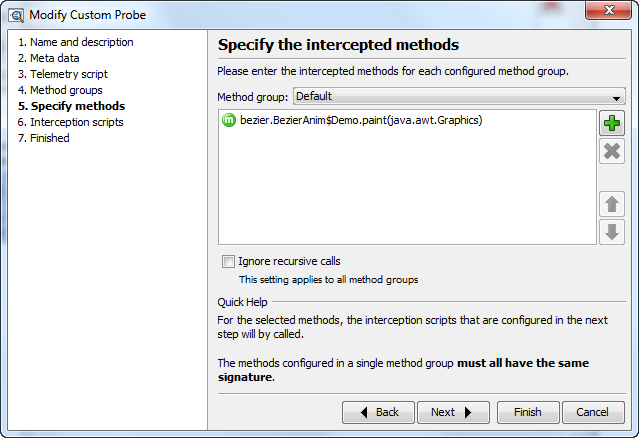 Modify Custom Probe
1. Name and description
2. Meta data
3. Telemetry script
4. Method groups
5. Specify methods
6. Interception scripts
7. Finished
Specify the intercepted methods
Please enter the intercepted methods for each configured method group.
Method group: Default
m bezier.BezierAnim$Demo.paint(java.awt.Graphics)
Ignore recursive calls
This setting applies to all method groups
Quick Help
For the selected methods, the interception scripts that are configured in the next
step will by called.
The methods configured in a single method group must all have the same
signature.
Back Next Finish Cancel